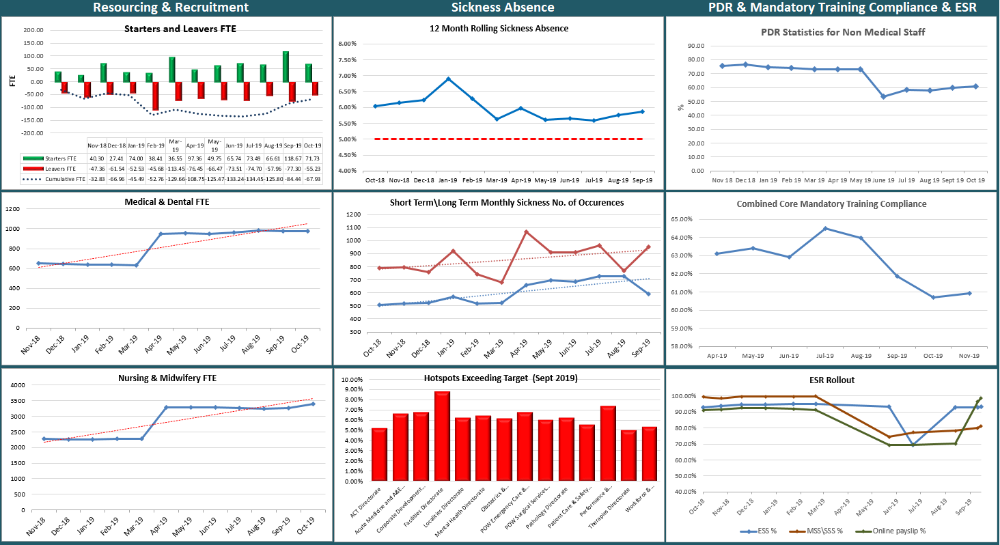 Resourcing & Recruitment
Sickness Absence
PDR & Mandatory Training Compliance & ESR
Starters and Leavers FTE
200.00
150.00
100.00
50.00
0.00
-50.00
-100.00
-150.00
-200.00
FTE
Nov-18 Dec-18 Jan-19 Feb-19 Mar-19 Apr-19 May-19 Jun-19 Jul-19 Aug-19 Sep-19 Oct-19
Starters FTE 40.30 27.41 74.00 38.41 36.55 97.36 49.75 65.74 73.49 66.61 118.67 71.73
Leavers FTE -47.36 -61.54 -52.53 -45.68 -113.45 -76.45 -66.47 -73.51 -74.70 -57.96 -77.30 -55.23
Cumulative FTE -32.83 -66.96 -45.49 -52.76 -129.66 -108.75 -125.47 -133.24 -134.45 -125.80 -84.44 -67.93
12 Month Rolling Sickness Absence
8.00%
7.50%
7.00%
6.50%
6.00%
5.50%
5.00%
4.50%
4.00%
Oct-18 Nov-18 Dec-18 Jan-19 Feb-19 Mar-19 Apr-19 May-19 Jun-19 Jul-19 Aug-19 Sep-19
PDR Statistics for Non Medical Staff
90.00
80.00
70.00
60.00
50.00
40.00
30.00
20.00
10.00
0.00
%
Nov 18 Dec 18 Jan 19 Feb 19 Mar 19 Apr 19 May 19 June 19 Jul 19 Aug 19 Sept 19 Oct 19
Medical & Dental FTE
1200
1000
800
600
400
200
0
Nov-18 Dec-18 Jan-19 Feb-19 Mar-19 Apr-19 May-19 Jun-19 Jul-19 Aug-19 Sep-19 Oct-19
Short Term\Long Term Monthly Sickness No. of Occurences
1200
1100
1000
900
800
700
600
500
400
300
Oct-18 Nov-18 Dec-18 Jan-19 Feb-19 Mar-19 Apr-19 May-19 Jun-19 Jul-19 Aug-19 Sep-19
Combined Core Mandatory Training Compliance
65.00%
64.00%
63.00%
62.00%
61.00%
60.00%
59.00%
58.00%
Apr-19 May-19 Jun-19 Jul-19 Aug-19 Sep-19 Oct-19 Nov-19
Nursing & Midwifery FTE
4000
3500
3000
2500
2000
1500
1000
500
0
Nov-18 Dec-18 Jan-19 Feb-19 Mar-19 Apr-19 May-19 Jun-19 Jul-19 Aug-19 Sep-19 Oct-19
Hotspots Exceeding Target (Sept 2019)
10.00%
9.00%
8.00%
7.00%
6.00%
5.00%
4.00%
3.00%
2.00%
1.00%
0.00%
ACT Directorate
Acute Medicine and A&E...
Corporate Development...
Facilities Directorate
Localities Directorate
Mental Health Directorate
Obstetrics &...
POW Emergency Care &...
POW Surgical Services...
Pathology Directorate
Patient Care & Safety...
Performance &...
Therapies Directorate
Workforce &...
ESR Rollout
100.00%
90.00%
80.00%
70.00%
60.00%
50.00%
40.00%
Oct-18 Nov-18 Dec-18 Jan-19 Feb-19 Mar-19 Apr-19 May-19 Jun-19 Jul-19 Aug-19 Sep-19
ESS % MSS\SSS % Online payslip %